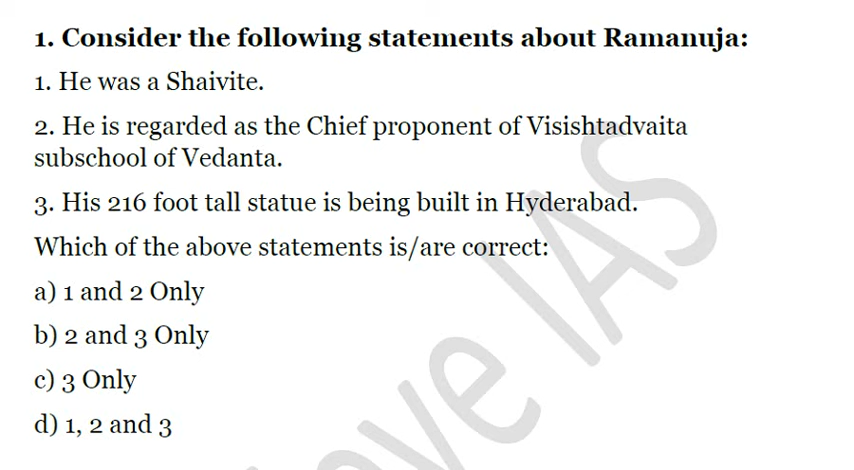 1. Consider the following statements about Ramanuja:
1. He was a Shaivite.
2. He is regarded as the Chief proponent of Visishtadvaita
subschool of Vedanta.
3. His 216 foot tall statue is being built in Hyderabad.
Which of the above statements is/are correct:
a) 1 and 2 Only
b) 2 and 3 Only
c) 3 Only
d) 1, 2 and 3
ve IAS